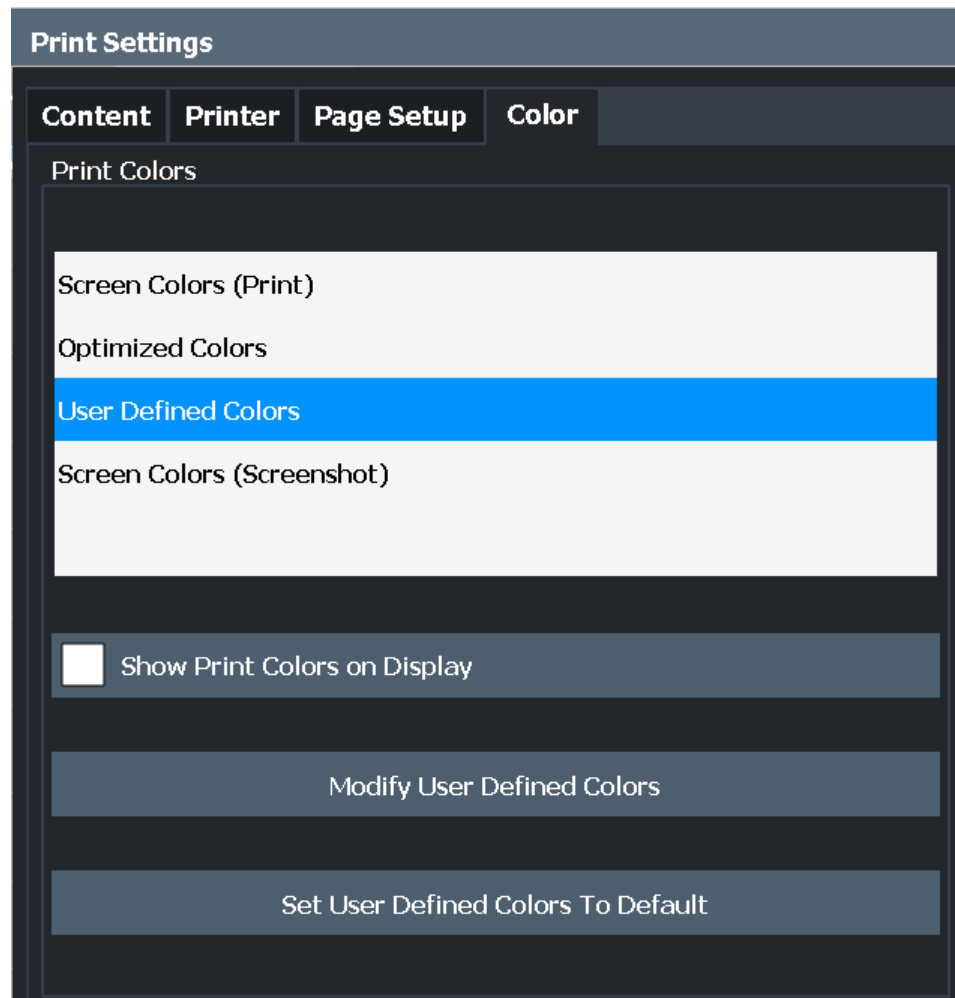 Print Settings
Content Printer Page Setup Color
Print Colors
Screen Colors (Print)
Optimized Colors
User Defined Colors
Screen Colors (Screenshot)
Show Print Colors on Display
Modify User Defined Colors
Set User Defined Colors To Default